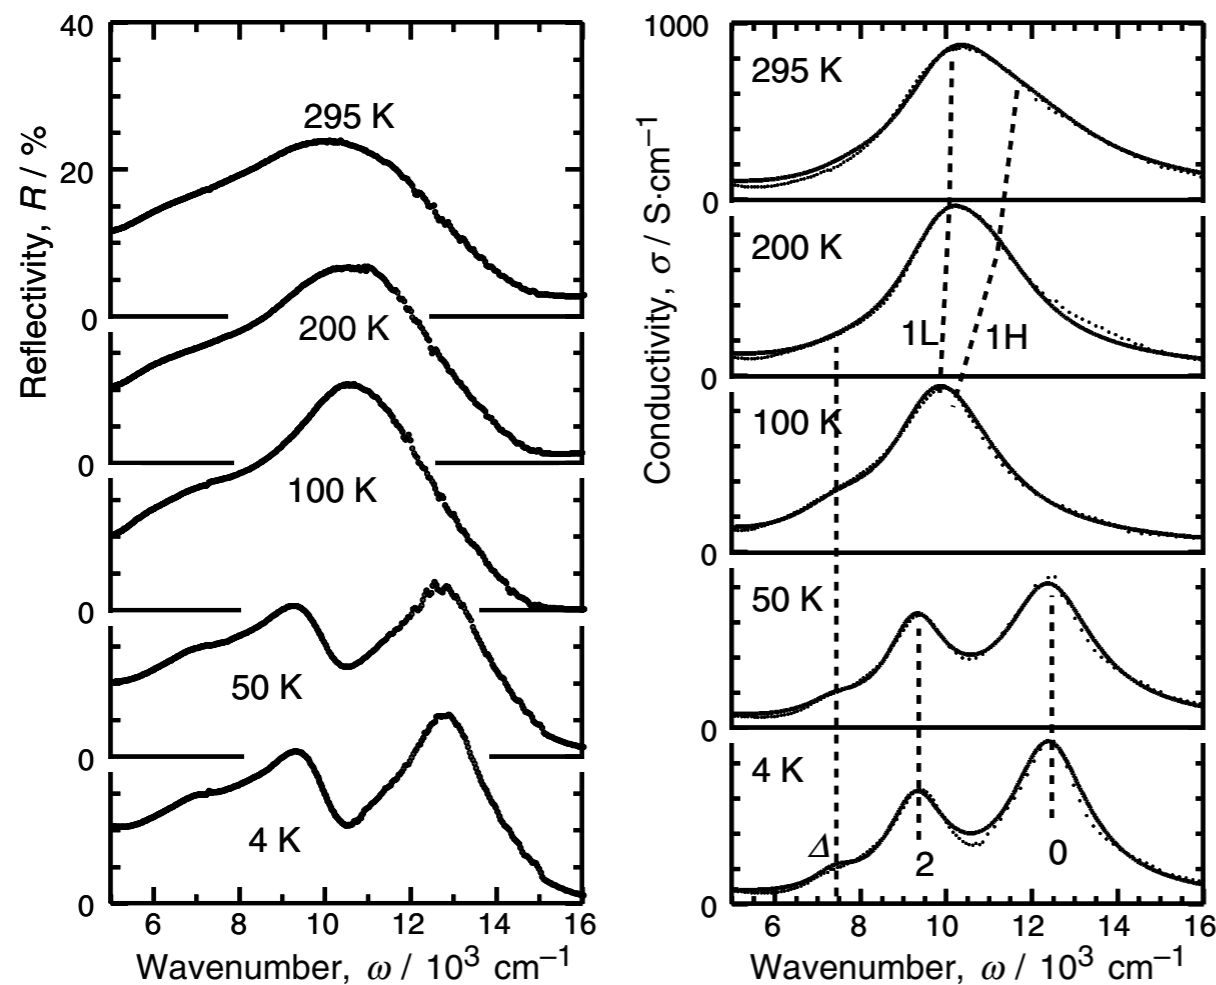 40
20
0
0
0
0
0
Reflectivity, R / %
295 K
200 K
100 K
50 K
4 K
6 8 10 12 14 16
Wavenumber, ω / 10³ cm⁻¹
1000
0
0
0
0
0
Conductivity, σ / S·cm⁻¹
295 K
200 K
1L
1H
100 K
50 K
4 K
Δ
2
0
6 8 10 12 14 16
Wavenumber, ω / 10³ cm⁻¹